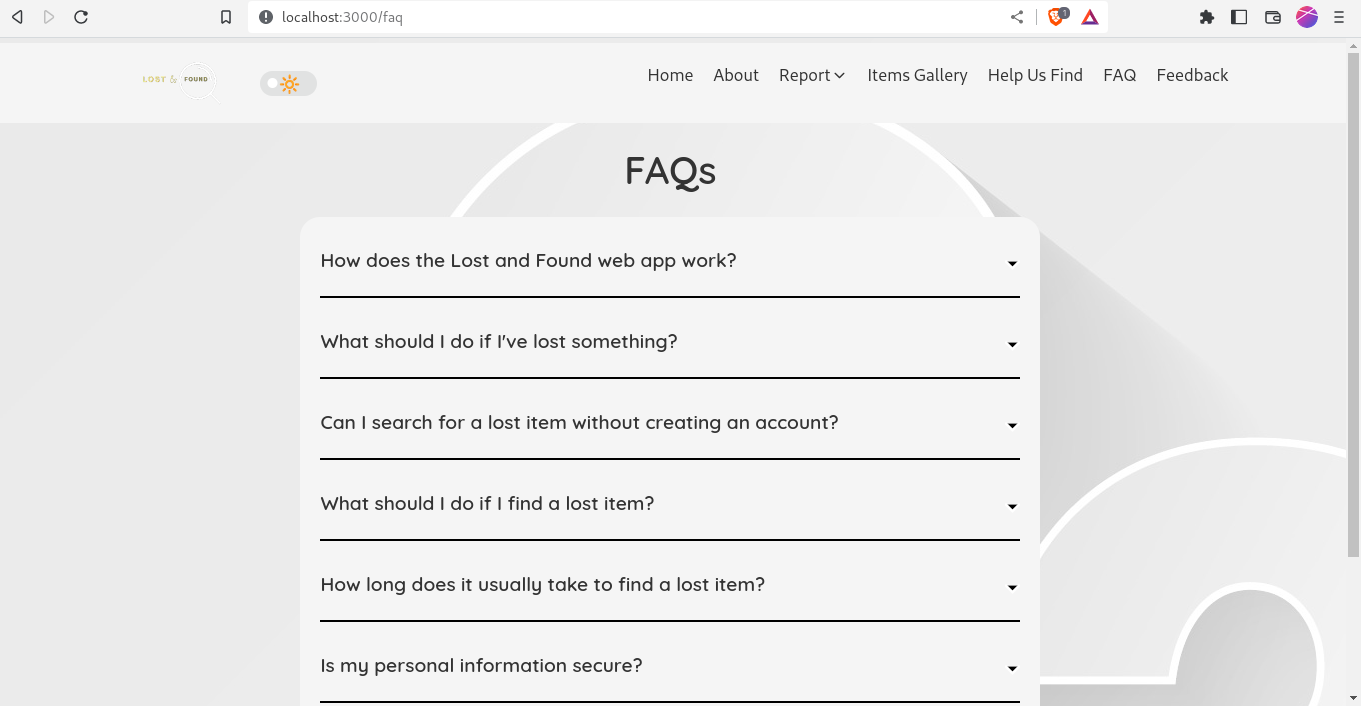 localhost:3000/faq
1
LOST & FOUND
Home About Report Items Gallery Help Us Find FAQ Feedback
FAQs
How does the Lost and Found web app work?
What should I do if I've lost something?
Can I search for a lost item without creating an account?
What should I do if I find a lost item?
How long does it usually take to find a lost item?
Is my personal information secure?